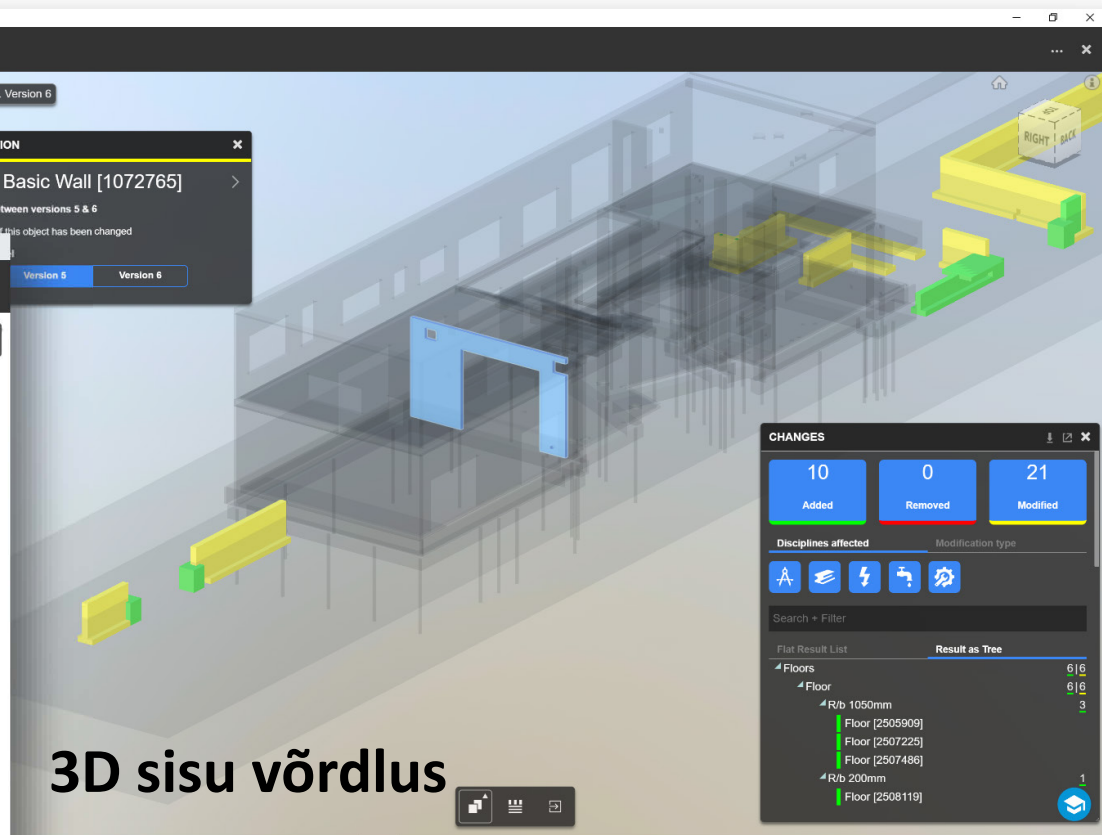 Version 6
ION
Basic Wall [1072765]
tween versions 5 & 6
f this object has been changed
Version 5 Version 6
TOP
RIGHT BACK
CHANGES
10 0 21
Added Removed Modified
Disciplines affected Modification type
Search + Filter
Flat Result List Result as Tree
Floors 6|6
Floor 6|6
R/b 1050mm 3
Floor [2505909]
Floor [2507225]
Floor [2507486]
R/b 200mm 1
Floor [2508119]
3D sisu võrdlus